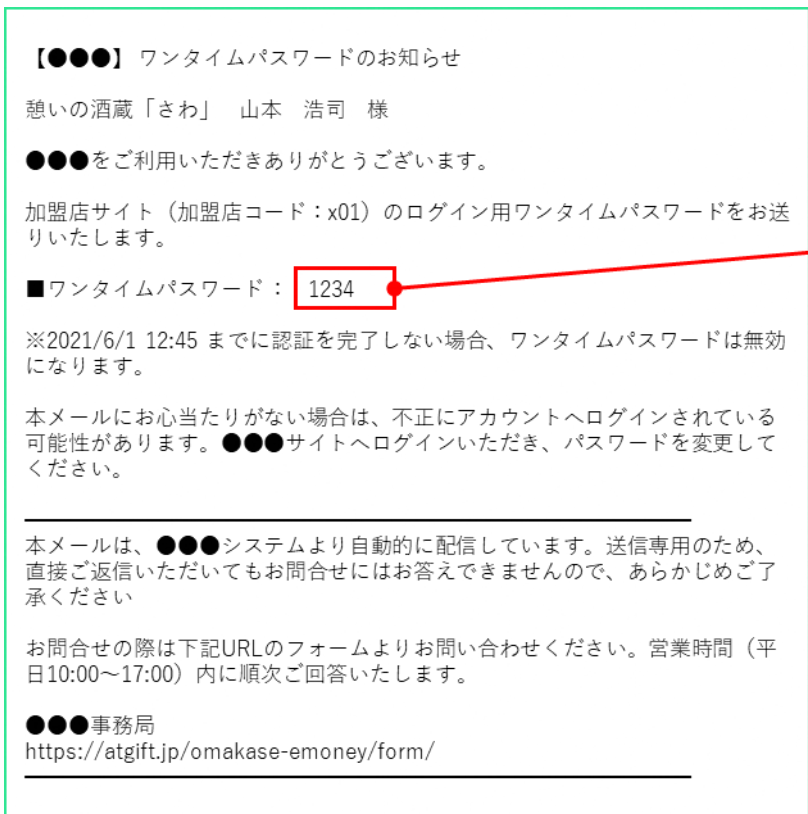 【●●●】ワンタイムパスワードのお知らせ
憩いの酒蔵「さわ」　山本　浩司　様
●●●をご利用いただきありがとうございます。
加盟店サイト（加盟店コード：x01）のログイン用ワンタイムパスワードをお送
りいたします。
■ワンタイムパスワード： 1234
※2021/6/1 12:45 までに認証を完了しない場合、ワンタイムパスワードは無効
になります。
本メールにお心当たりがない場合は、不正にアカウントへログインされている
可能性があります。●●●サイトへログインいただき、パスワードを変更して
ください。
本メールは、●●●システムより自動的に配信しています。送信専用のため、
直接ご返信いただいてもお問合せにはお答えできませんので、あらかじめご了
承ください
お問合せの際は下記URLのフォームよりお問い合わせください。営業時間（平
日10:00～17:00）内に順次ご回答いたします。
●●●事務局
https://atgift.jp/omakase-emoney/form/